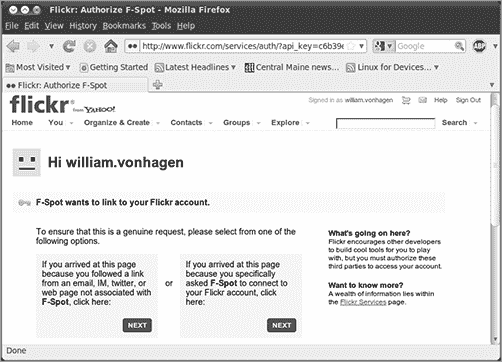 Flickr: Authorize F-Spot - Mozilla Firefox
File Edit View History Bookmarks Tools Help
http://www.flickr.com/services/auth/?api_key=c6b39
Google
ABP
Most Visited Getting Started Latest Headlines Central Maine news... Linux for Devices...
Flickr: Authorize F-Spot
flickr from YAHOO!
Signed in as william.vonhagen Help Sign Out
Home You Organize & Create Contacts Groups Explore Search
Hi william.vonhagen
F-Spot wants to link to your Flickr account.
To ensure that this is a genuine request, please select from one of the
following options.
If you arrived at this page
because you followed a link
from an email, IM, twitter, or
web page not associated with
F-Spot, click here:
NEXT
or
If you arrived at this page
because you specifically
asked F-Spot to connect to
your Flickr account, click
here:
NEXT
What's going on here?
Flickr encourages other developers
to build cool tools for you to play
with, but you must authorize these
third parties to access your account.
Want to know more?
A wealth of information lies within
the Flickr Services page.
Done